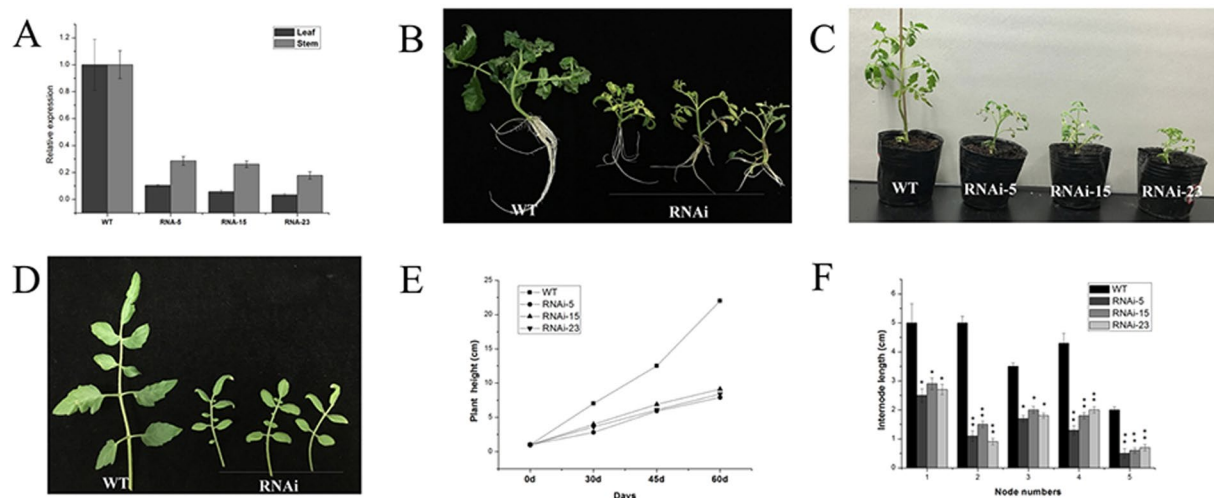 A
1.2
1.0
0.8
0.6
0.4
0.2
0.0
Relative expression
Leaf
Stem
WT
RNA-5
RNA-15
RNA-23
B
WT
RNAi
C
WT
RNAi-5
RNAi-15
RNAi-23
D
WT
RNAi
E
25
20
15
10
5
0
Plant height (cm)
WT
RNAi-5
RNAi-15
RNAi-23
0d
30d
45d
60d
Days
F
6
5
4
3
2
1
0
Internode length(cm)
WT
RNAi-5
RNAi-15
RNAi-23
1
2
3
4
5
Node numbers